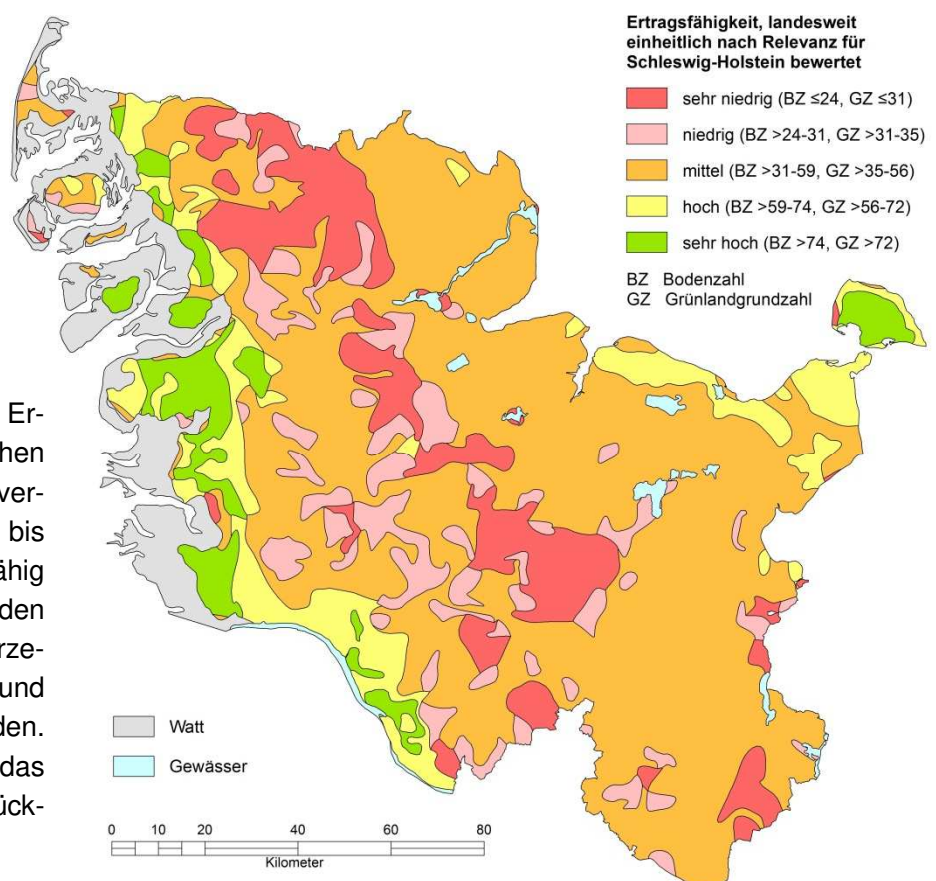 Ertragsfähigkeit, landesweit
einheitlich nach Relevanz für
Schleswig-Holstein bewertet
sehr niedrig (BZ ≤24, GZ ≤31)
niedrig (BZ >24-31, GZ >31-35)
mittel (BZ >31-59, GZ >35-56)
hoch (BZ >59-74, GZ >56-72)
sehr hoch (BZ >74, GZ >72)
BZ Bodenzahl
GZ Grünlandgrundzahl
Er-
chen
ver-
bis
ähig
den
rze-
und
den.
das
ück-
Watt
Gewässer
0 10 20 40 60 80
Kilometer